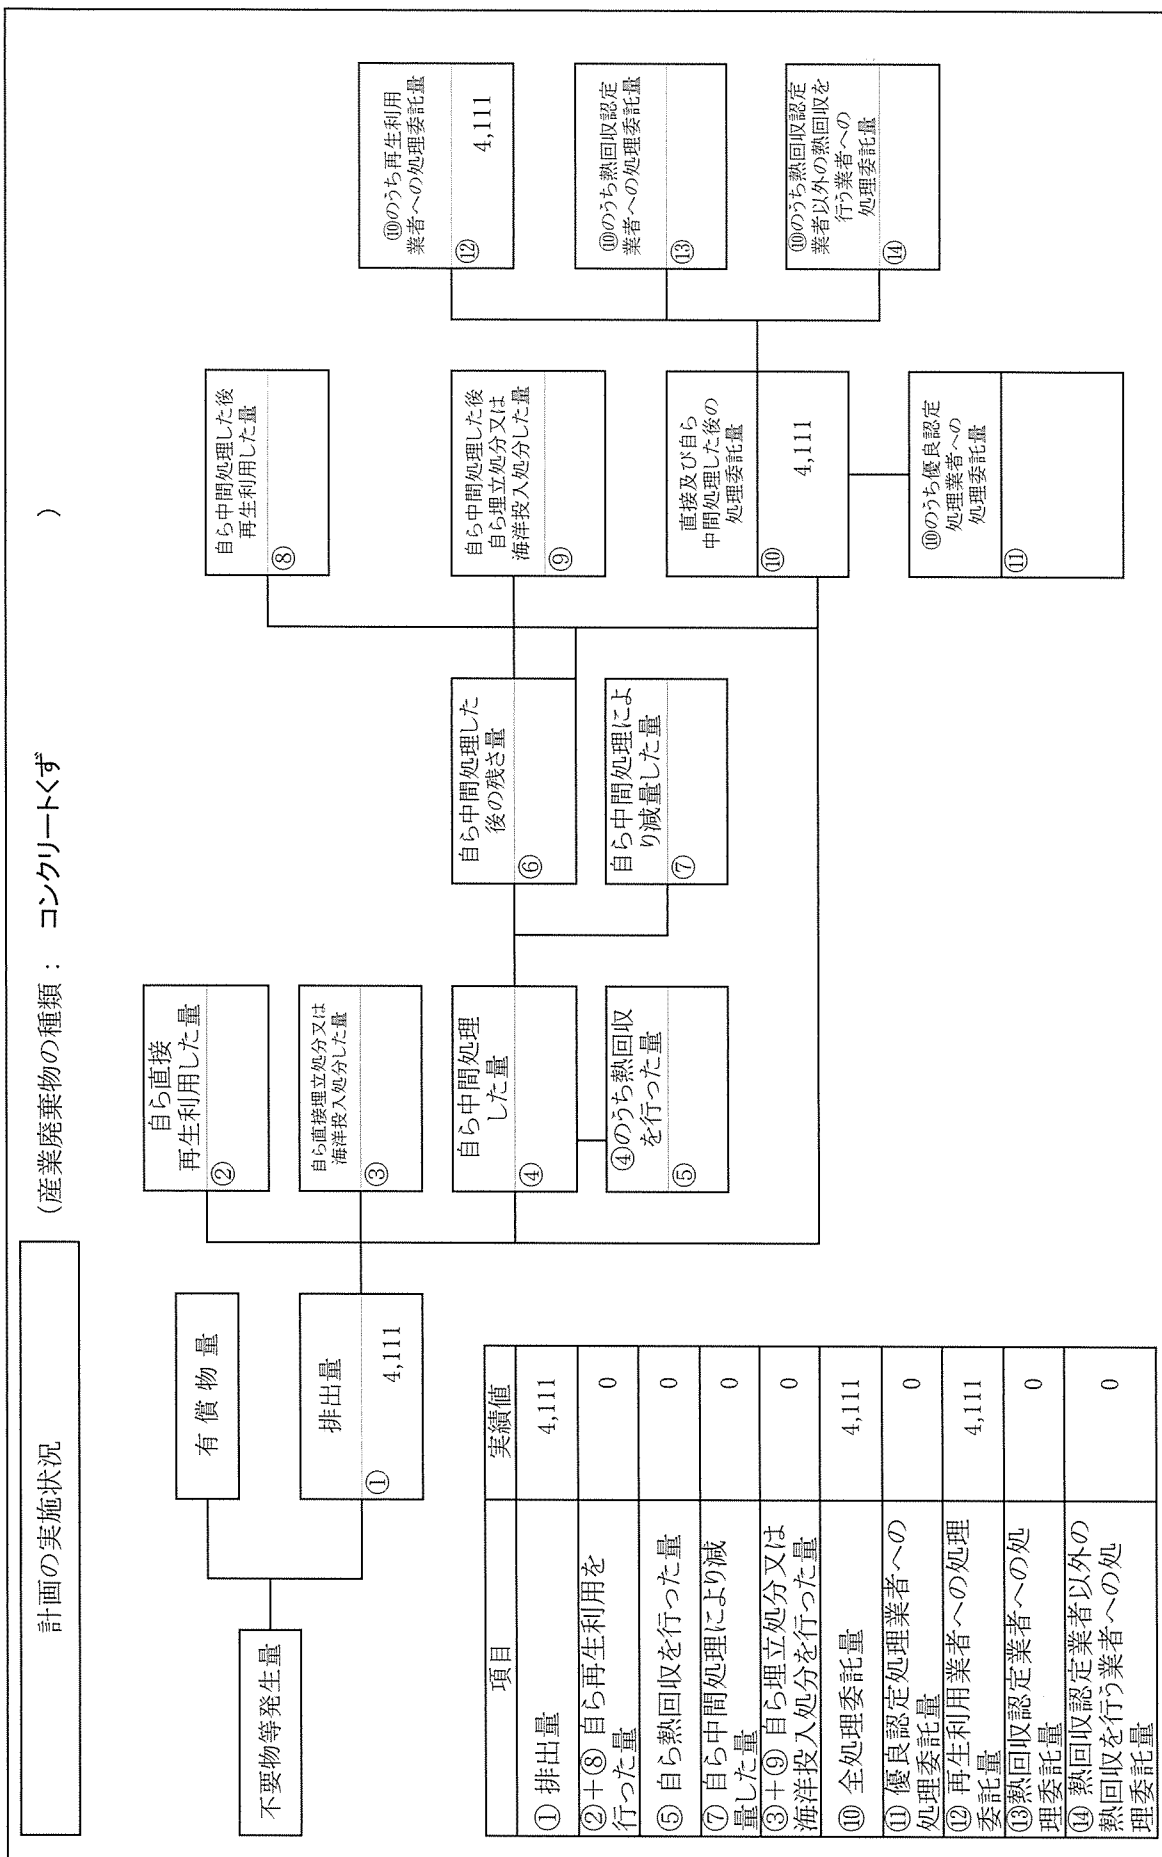 計画の実施状況
(産業廃棄物の種類： コンクリートくず )
不要物等発生量
有 償 物 量
排出量
①
4,111
自ら直接
再生利用した量
②
自ら直接埋立処分又は
海洋投入処分した量
③
自ら中間処理
した量
④
④のうち熱回収
を行った量
⑤
自ら中間処理した
後の残さ量
⑥
自ら中間処理によ
り減量した量
⑦
自ら中間処理した後
再生利用した量
⑧
自ら中間処理した後
自ら埋立処分又は
海洋投入処分した量
⑨
直接及び自ら
中間処理した後の
処理委託量
⑩
4,111
⑩のうち優良認定
処理業者への
処理委託量
⑪
⑩のうち再生利用
業者への処理委託量
⑫
4,111
⑩のうち熱回収認定
業者への処理委託量
⑬
⑩のうち熱回収認定
業者以外の熱回収を
行う業者への
処理委託量
⑭
項目 実績値
① 排出量 4,111
②＋⑧ 自ら再生利用を
行った量 0
⑤ 自ら熱回収を行った量 0
⑦ 自ら中間処理により減
量した量 0
③＋⑨ 自ら埋立処分又は
海洋投入処分を行った量 0
⑩ 全処理委託量 4,111
⑪ 優良認定処理業者への
処理委託量 0
⑫ 再生利用業者への処理
委託量 4,111
⑬熱回収認定業者への処
理委託量 0
⑭ 熱回収認定業者以外の
熱回収を行う業者への処
理委託量 0